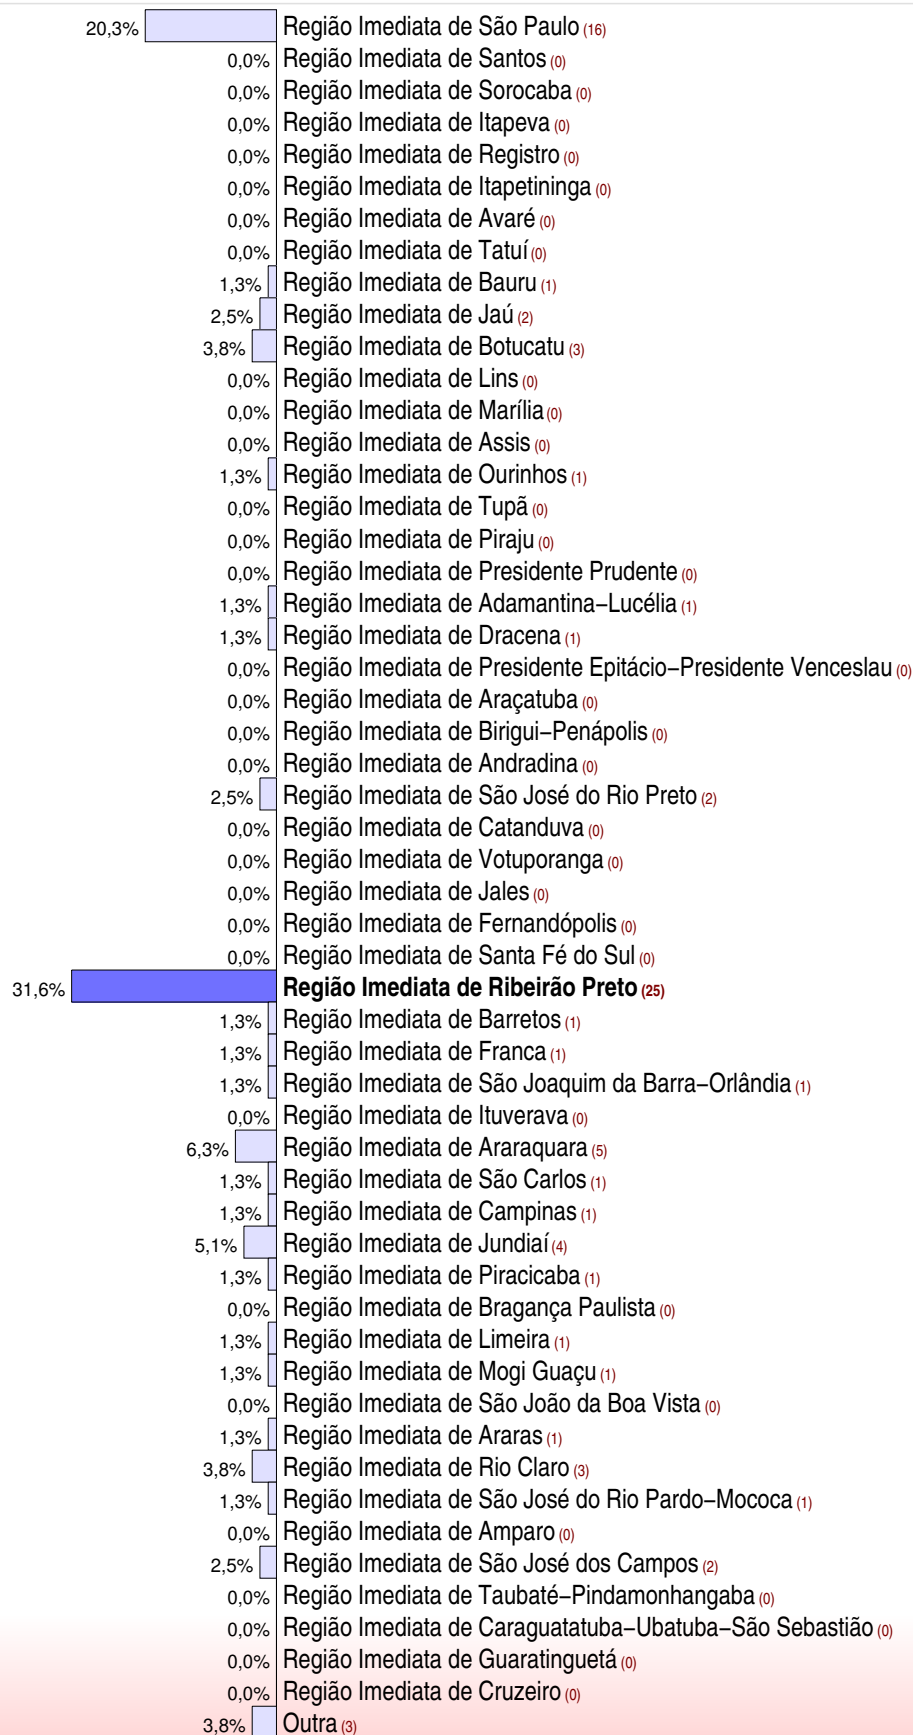 20,3% Região Imediata de São Paulo (16)
0,0% Região Imediata de Santos (0)
0,0% Região Imediata de Sorocaba (0)
0,0% Região Imediata de Itapeva (0)
0,0% Região Imediata de Registro (0)
0,0% Região Imediata de Itapetininga (0)
0,0% Região Imediata de Avaré (0)
0,0% Região Imediata de Tatuí (0)
1,3% Região Imediata de Bauru (1)
2,5% Região Imediata de Jaú (2)
3,8% Região Imediata de Botucatu (3)
0,0% Região Imediata de Lins (0)
0,0% Região Imediata de Marília (0)
0,0% Região Imediata de Assis (0)
1,3% Região Imediata de Ourinhos (1)
0,0% Região Imediata de Tupã (0)
0,0% Região Imediata de Piraju (0)
0,0% Região Imediata de Presidente Prudente (0)
1,3% Região Imediata de Adamantina−Lucélia (1)
1,3% Região Imediata de Dracena (1)
0,0% Região Imediata de Presidente Epitácio−Presidente Venceslau (0)
0,0% Região Imediata de Araçatuba (0)
0,0% Região Imediata de Birigui−Penápolis (0)
0,0% Região Imediata de Andradina (0)
2,5% Região Imediata de São José do Rio Preto (2)
0,0% Região Imediata de Catanduva (0)
0,0% Região Imediata de Votuporanga (0)
0,0% Região Imediata de Jales (0)
0,0% Região Imediata de Fernandópolis (0)
0,0% Região Imediata de Santa Fé do Sul (0)
31,6% Região Imediata de Ribeirão Preto (25)
1,3% Região Imediata de Barretos (1)
1,3% Região Imediata de Franca (1)
1,3% Região Imediata de São Joaquim da Barra−Orlândia (1)
0,0% Região Imediata de Ituverava (0)
6,3% Região Imediata de Araraquara (5)
1,3% Região Imediata de São Carlos (1)
1,3% Região Imediata de Campinas (1)
5,1% Região Imediata de Jundiaí (4)
1,3% Região Imediata de Piracicaba (1)
0,0% Região Imediata de Bragança Paulista (0)
1,3% Região Imediata de Limeira (1)
1,3% Região Imediata de Mogi Guaçu (1)
0,0% Região Imediata de São João da Boa Vista (0)
1,3% Região Imediata de Araras (1)
3,8% Região Imediata de Rio Claro (3)
1,3% Região Imediata de São José do Rio Pardo−Mococa (1)
0,0% Região Imediata de Amparo (0)
2,5% Região Imediata de São José dos Campos (2)
0,0% Região Imediata de Taubaté−Pindamonhangaba (0)
0,0% Região Imediata de Caraguatatuba−Ubatuba−São Sebastião (0)
0,0% Região Imediata de Guaratinguetá (0)
0,0% Região Imediata de Cruzeiro (0)
3,8% Outra (3)